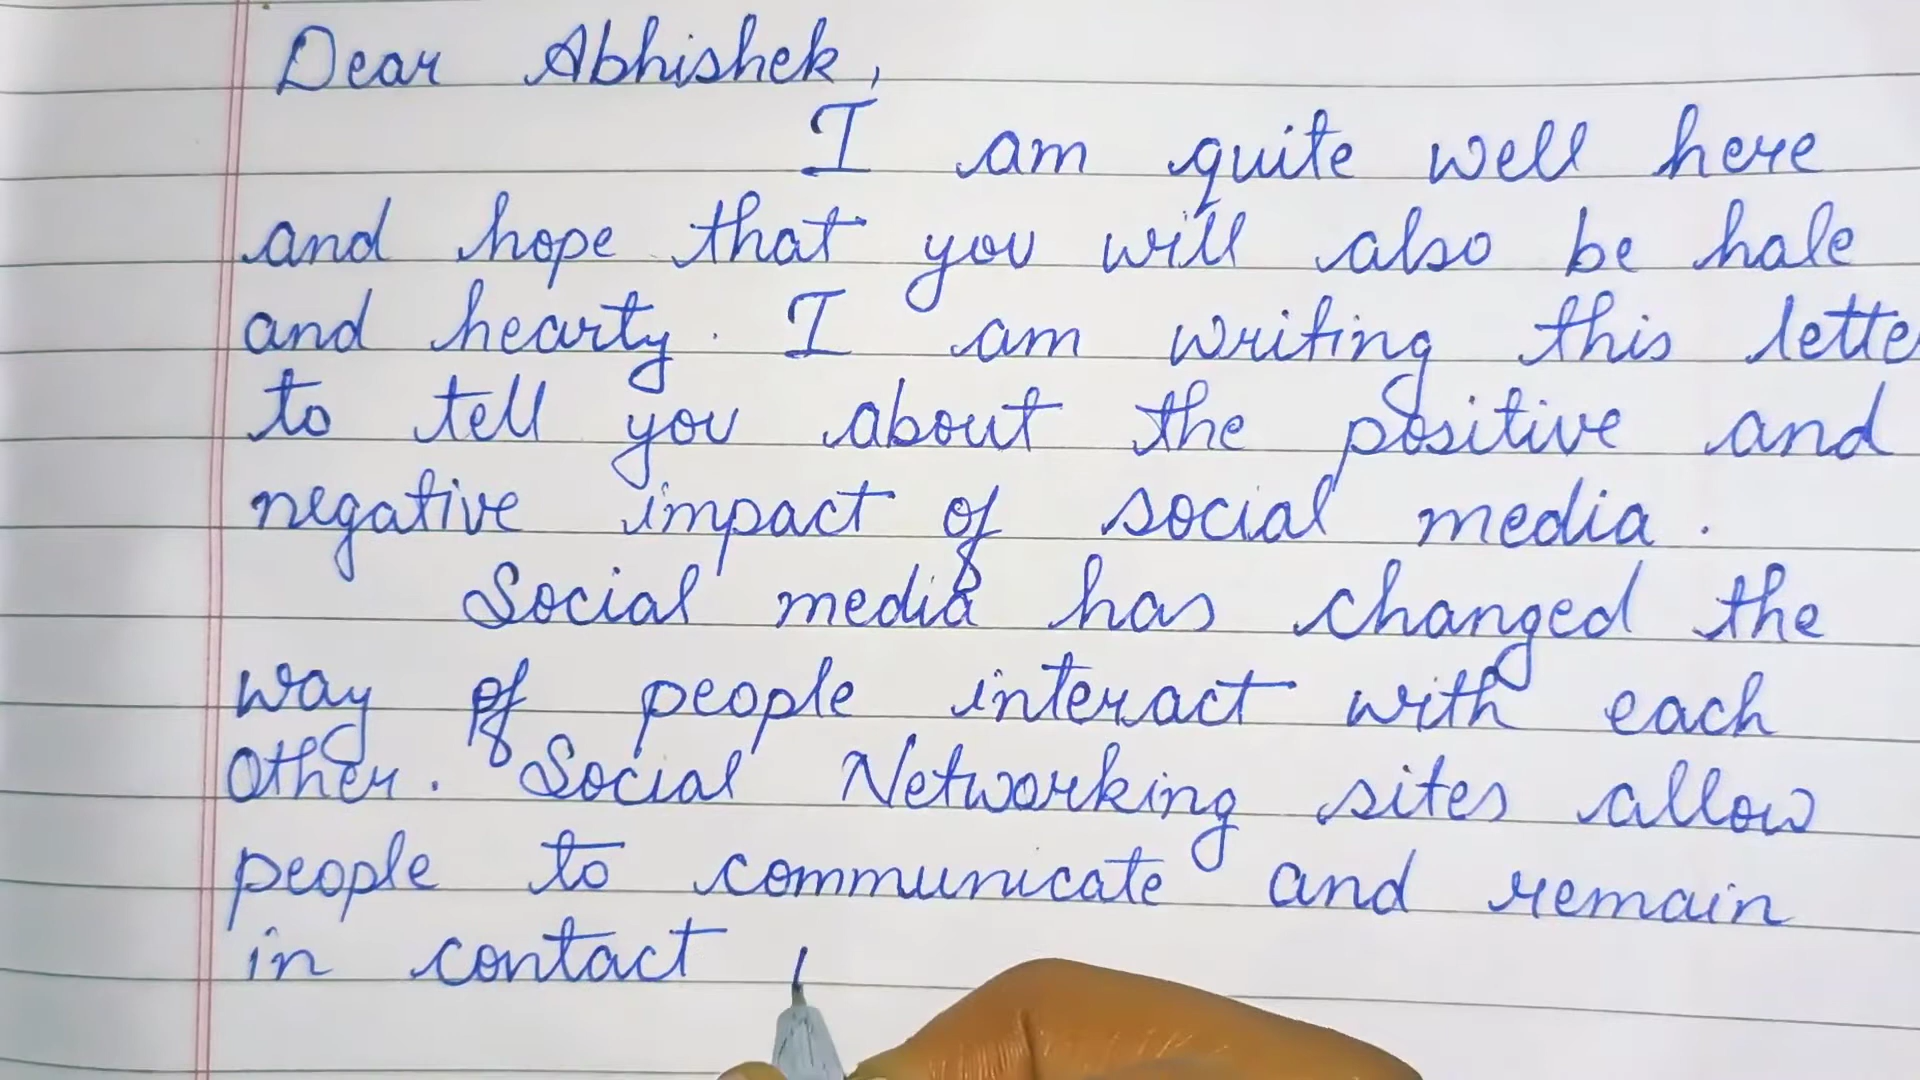 Dear Abhishek,
I am quite well here
and hope that you will also be hale
and hearty. I am writing this lette
to tell you about the positive and
negative impact of social media.
Social media has changed the
way of people interact with each
other. Social Networking sites allow
people to communicate and remain
in contact